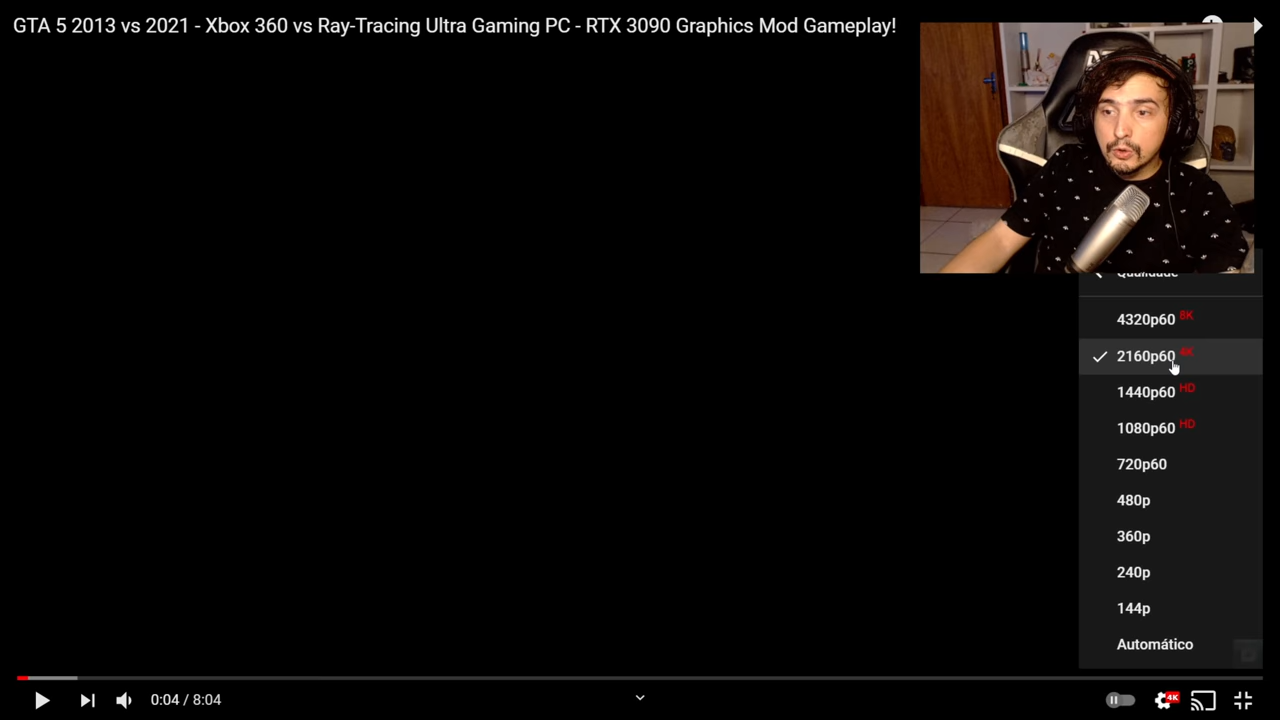 GTA 5 2013 vs 2021 - Xbox 360 vs Ray-Tracing Ultra Gaming PC - RTX 3090 Graphics Mod Gameplay!
Qualidade
4320p60 8K
2160p60 4K
1440p60 HD
1080p60 HD
720p60
480p
360p
240p
144p
Automático
0:04 / 8:04
4K